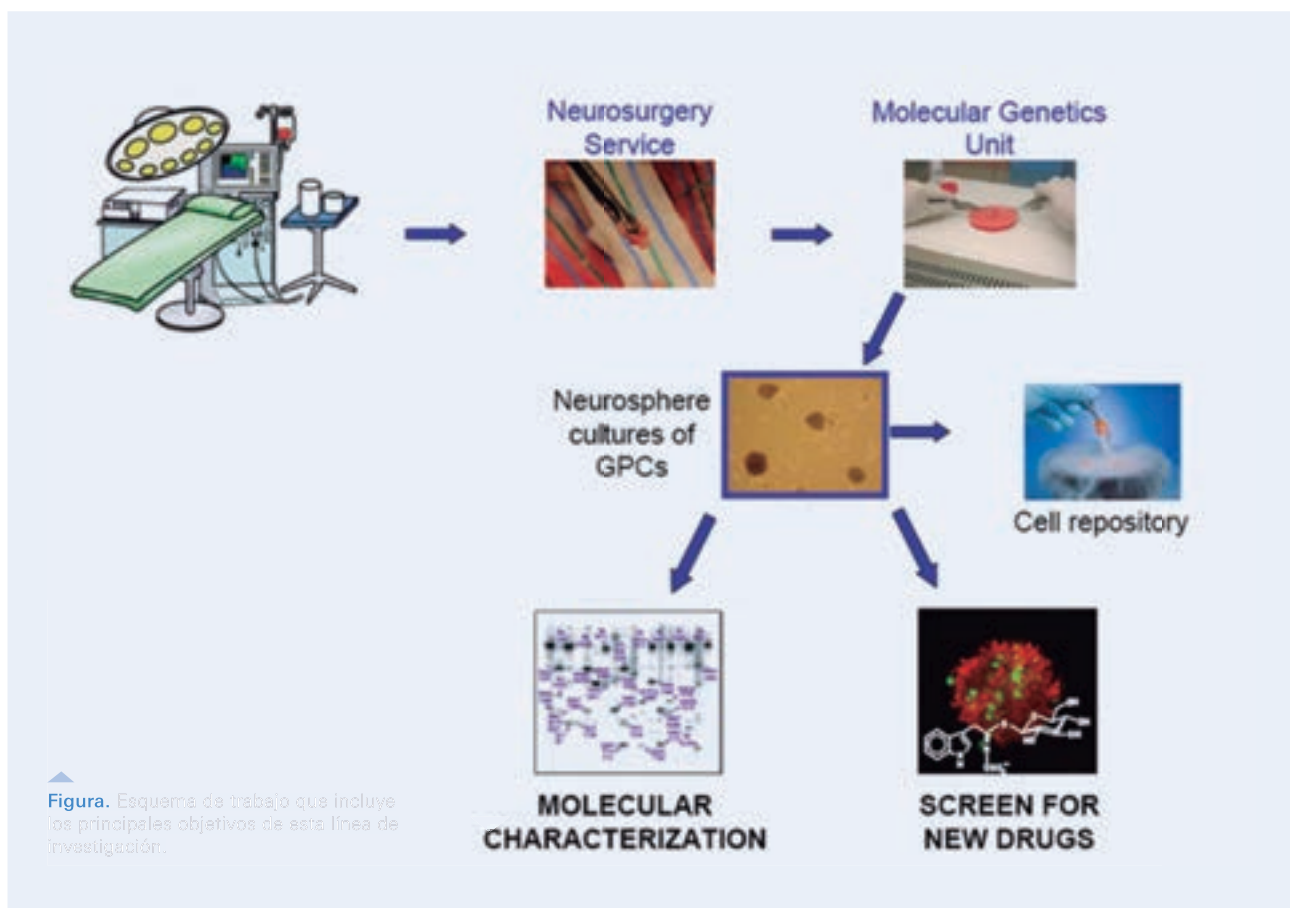 Neurosurgery
Service
Molecular Genetics
Unit
Neurosphere
cultures of
GPCs
Cell repository
MOLECULAR
CHARACTERIZATION
SCREEN FOR
NEW DRUGS
Figura. Esquema de trabajo que incluye
los principales objetivos de esta línea de
investigación.